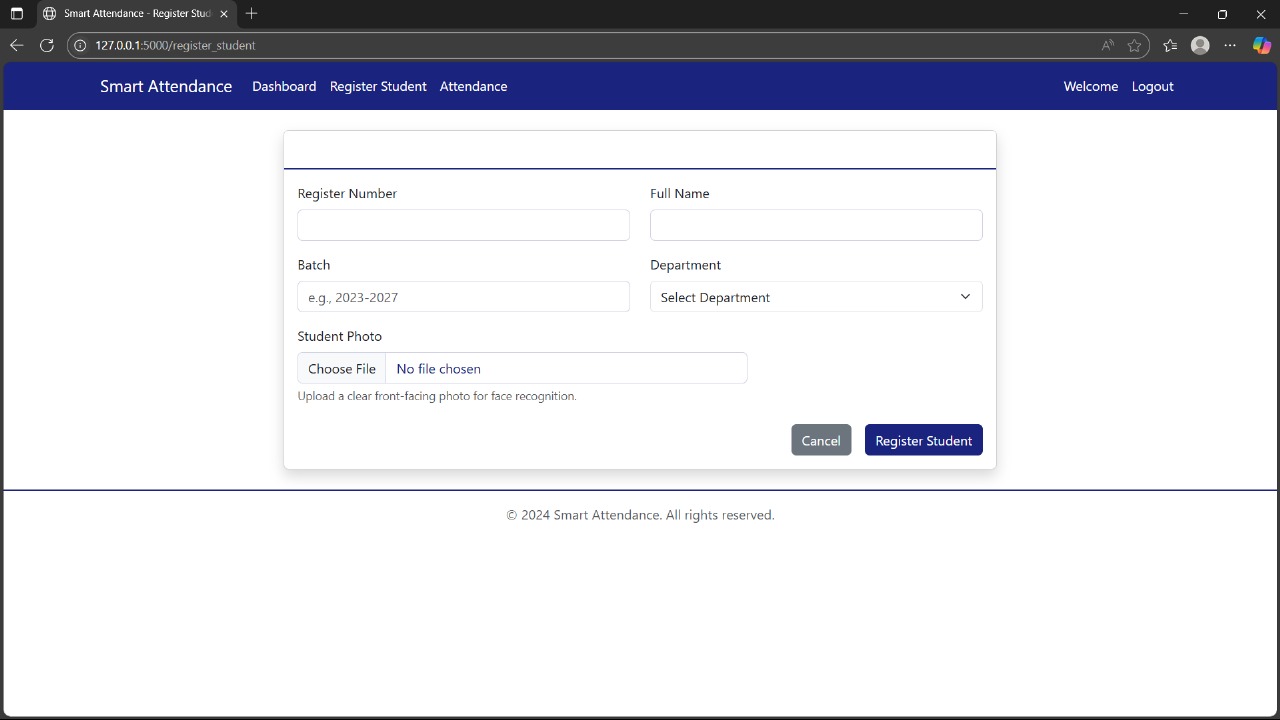 Smart Attendance - Register Stud
127.0.0.1:5000/register_student
Smart Attendance Dashboard Register Student Attendance Welcome Logout
Register Number Full Name
Batch Department
e.g., 2023-2027 Select Department
Student Photo
Choose File No file chosen
Upload a clear front-facing photo for face recognition.
Cancel Register Student
© 2024 Smart Attendance. All rights reserved.